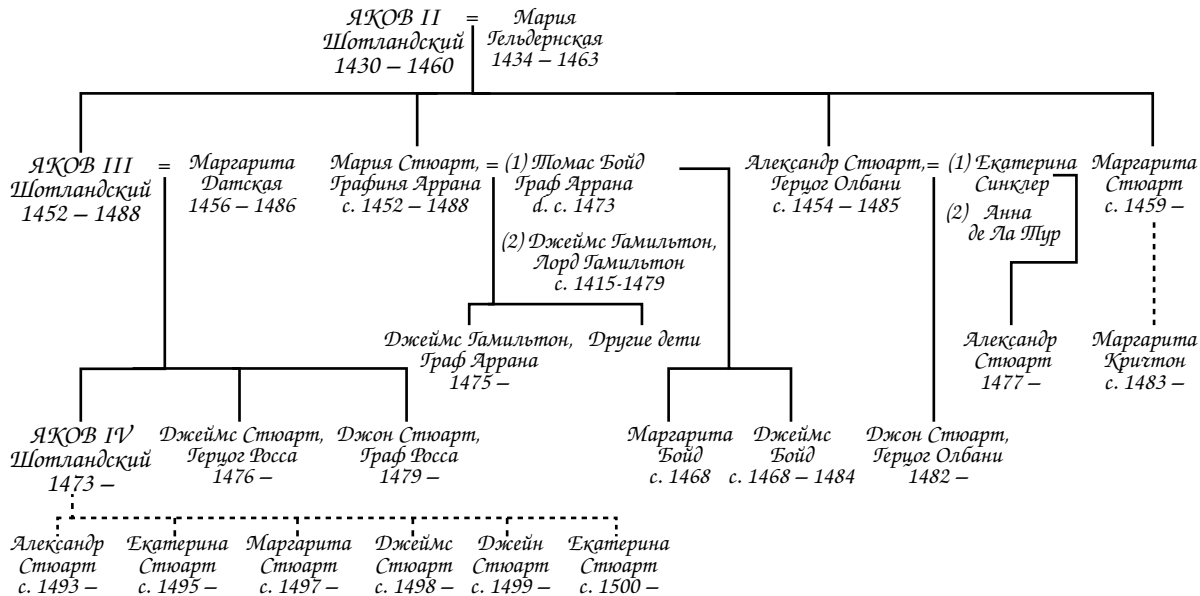 ЯКОВ II
Шотландский
1430 – 1460
=
Мария
Гельдернская
1434 – 1463
ЯКОВ III
Шотландский
1452 – 1488
=
Маргарита
Датская
1456 – 1486
Мария Стюарт,
Графиня Аррана
c. 1452 – 1488
=
(1) Томас Бойд
Граф Аррана
d. c. 1473
(2) Джеймс Гамильтон,
Лорд Гамильтон
c. 1415-1479
Александр Стюарт,
Герцог Олбани
c. 1454 – 1485
=
(1) Екатерина
Синклер
(2) Анна
де Ла Тур
Маргарита
Стюарт
c. 1459 –
Джеймс Гамильтон,
Граф Аррана
1475 –
Другие дети
Александр
Стюарт
1477 –
Маргарита
Кричтон
c. 1483 –
ЯКОВ IV
Шотландский
1473 –
Джеймс Стюарт,
Герцог Росса
1476 –
Джон Стюарт,
Граф Росса
1479 –
Маргарита
Бойд
c. 1468
Джеймс
Бойд
c. 1468 – 1484
Джон Стюарт,
Герцог Олбани
1482 –
Александр
Стюарт
c. 1493 –
Екатерина
Стюарт
c. 1495 –
Маргарита
Стюарт
c. 1497 –
Джеймс
Стюарт
c. 1498 –
Джейн
Стюарт
c. 1499 –
Екатерина
Стюарт
c. 1500 –